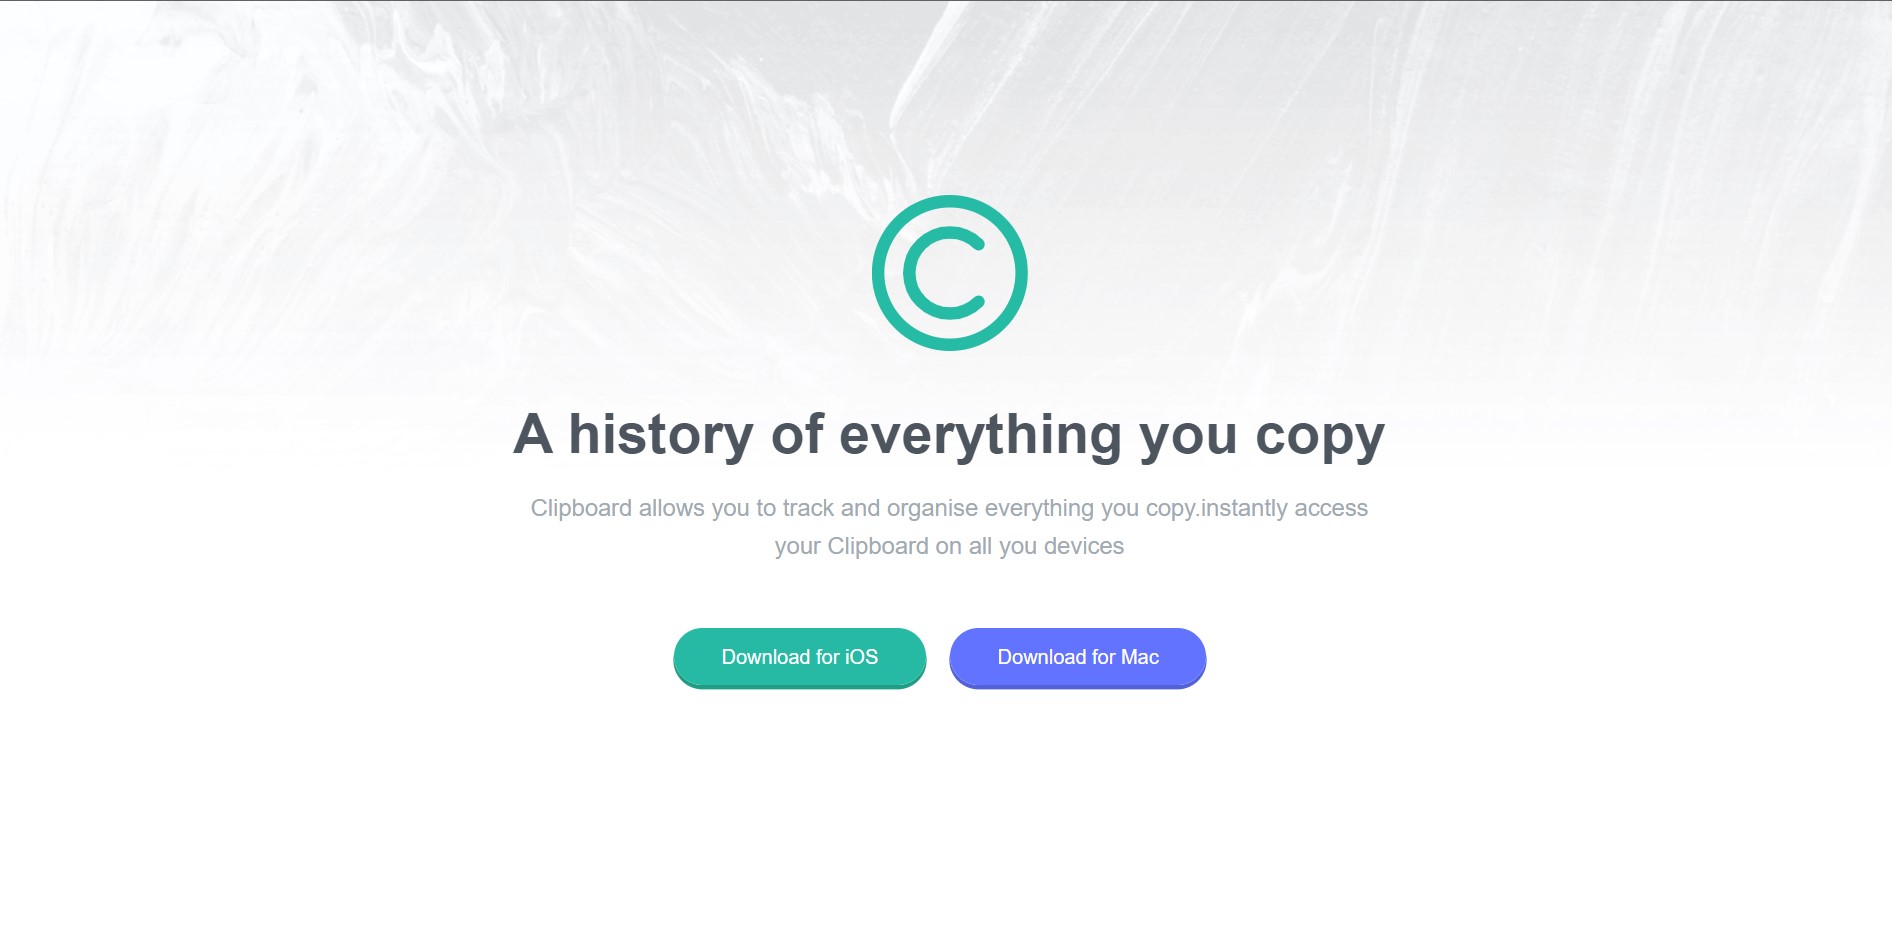 A history of everything you copy
Clipboard allows you to track and organise everything you copy.instantly access
your Clipboard on all you devices
Download for iOS
Download for Mac